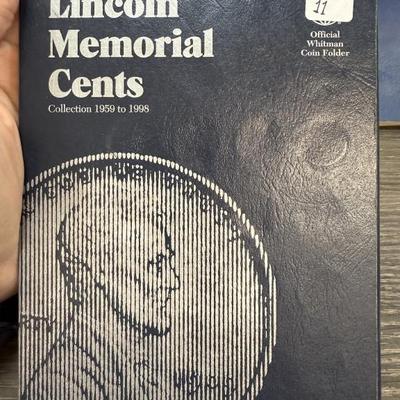 Lincoln
Memorial
Cents
Collection 1959 to 1998
11
Official
Whitman
Coin Folder